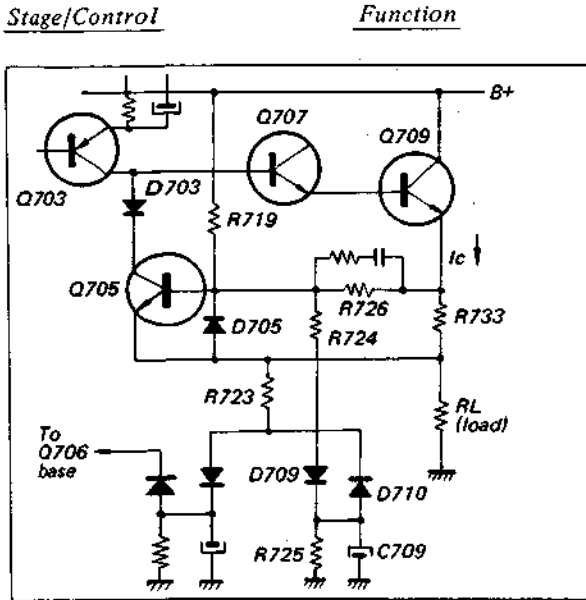 Stage/Control Function
B+
Q707
Q709
Q703
D703
R719
Ic
Q705
R726
D705
R724
R733
R723
RL
(load)
To
Q706
base
D709
D710
R725
C709